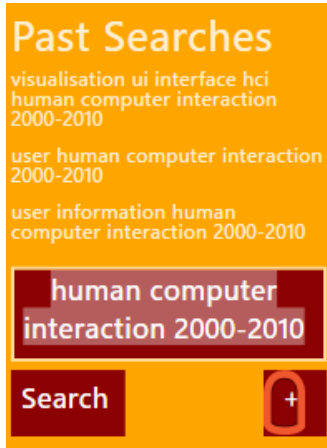 Past Searches
visualisation ui interface hci
human computer interaction
2000-2010
user human computer interaction
2000-2010
user information human
computer interaction 2000-2010
human computer
interaction 2000-2010
Search
+